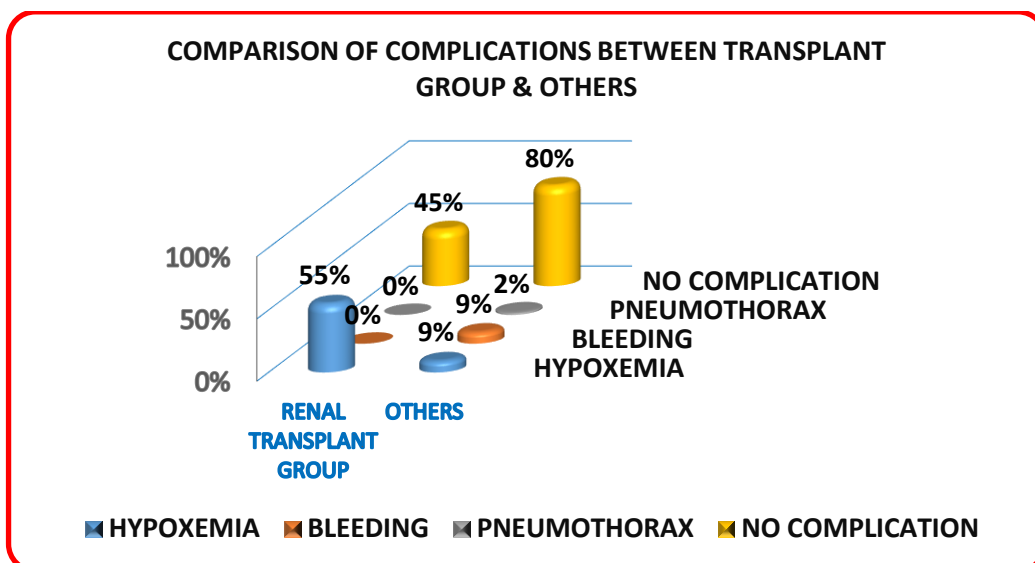 COMPARISON OF COMPLICATIONS BETWEEN TRANSPLANT
GROUP & OTHERS
80%
45%
100%
55%
0%
2%
NO COMPLICATION
PNEUMOTHORAX
50%
0%
9%
9%
BLEEDING
HYPOXEMIA
0%
RENAL
TRANSPLANT
GROUP
OTHERS
HYPOXEMIA BLEEDING PNEUMOTHORAX NO COMPLICATION